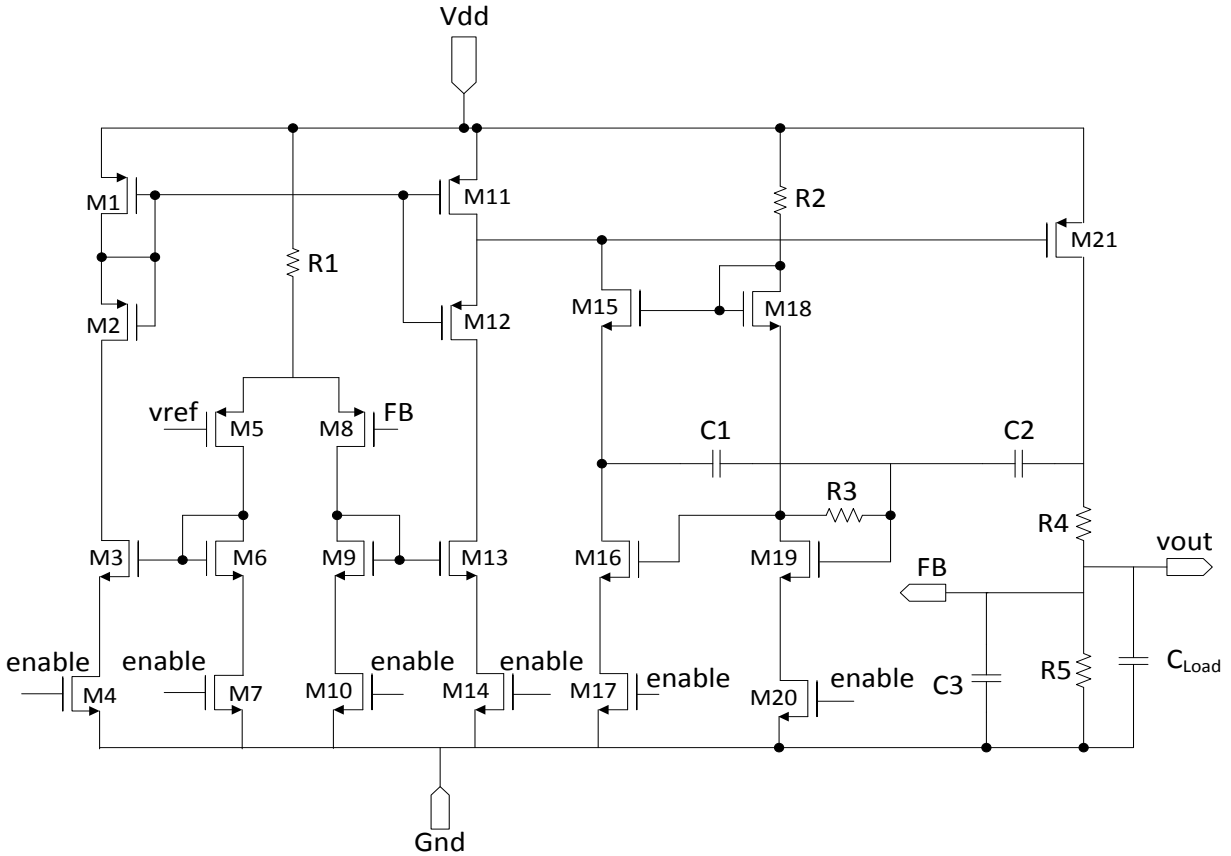 Vdd
M1
M11
R2
M21
R1
M2
M12
M15
M18
vref
M5
M8
FB
C1
C2
R3
R4
M3
M6
M9
M13
M16
M19
vout
FB
enable
enable
enable
enable
enable
enable
M4
M7
M10
M14
M17
M20
C3
R5
CLoad
Gnd